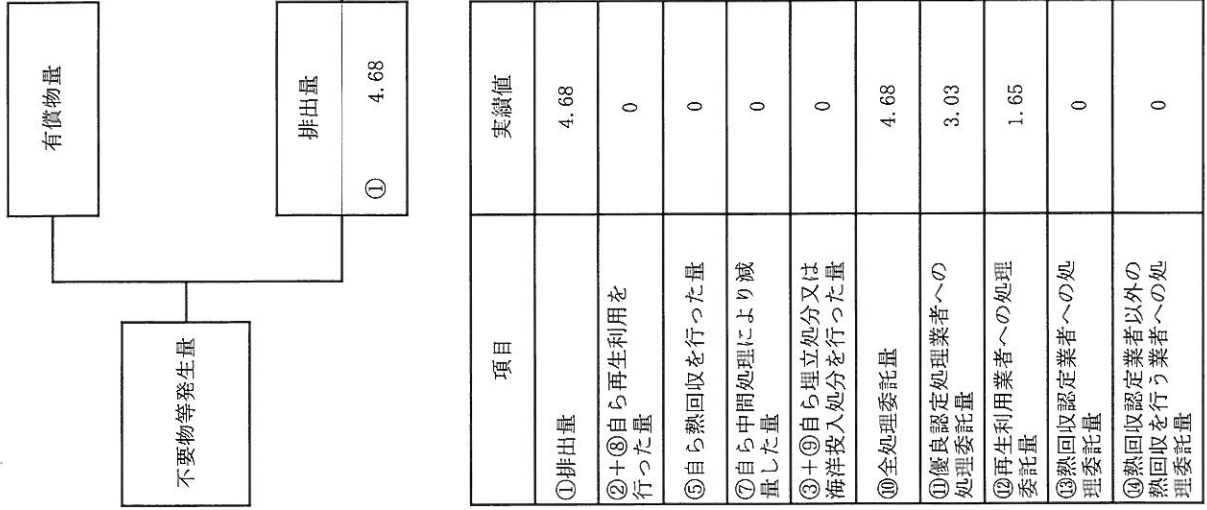 不要物等発生量
有償物量
排出量
① 4.68
項目 実績値
①排出量 4.68
②+⑧自ら再生利用を
行った量 0
⑤自ら熱回収を行った量 0
⑦自ら中間処理により減
量した量 0
③+⑨自ら埋立処分又は
海洋投入処分を行った量 0
⑩全処理委託量 4.68
⑪優良認定処理業者への
処理委託量 3.03
⑫再生利用業者への処理
委託量 1.65
⑬熱回収認定業者への処
理委託量 0
⑭熱回収認定業者以外の
熱回収を行う業者への処
理委託量 0